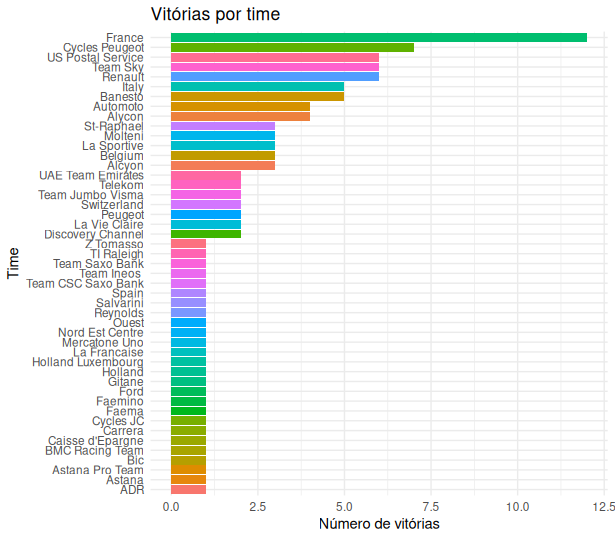 Vitórias por time
France
Cycles Peugeot
US Postal Service
Team Sky
Renault
Italy
Banesto
Automoto
Alycon
St-Raphael
Molteni
La Sportive
Belgium
Alcyon
UAE Team Emirates
Telekom
Team Jumbo Visma
Switzerland
Peugeot
La Vie Claire
Discovery Channel
Z Tomasso
TI Raleigh
Team Saxo Bank
Team Ineos
Team CSC Saxo Bank
Spain
Salvarini
Reynolds
Ouest
Nord Est Centre
Mercatone Uno
La Francaise
Holland Luxembourg
Holland
Gitane
Ford
Faemino
Faema
Cycles JC
Carrera
Caisse d'Epargne
BMC Racing Team
Bic
Astana Pro Team
Astana
ADR
Time
0.0 2.5 5.0 7.5 10.0 12.5
Número de vitórias